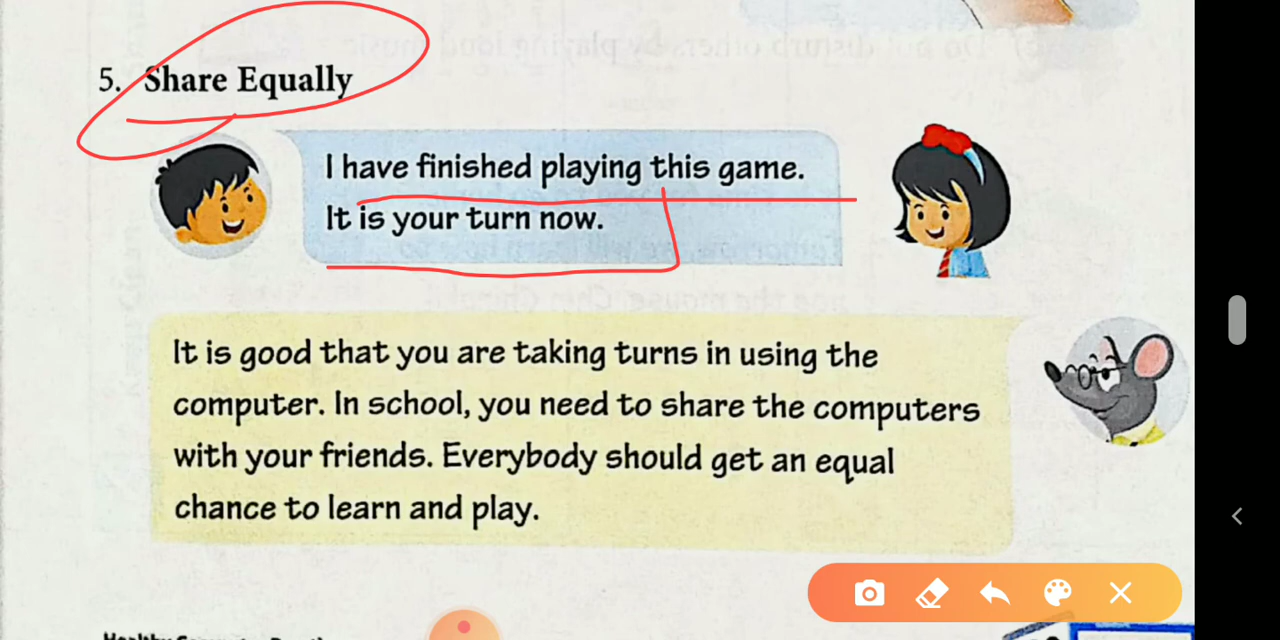 5. Share Equally
I have finished playing this game.
It is your turn now.
It is good that you are taking turns in using the
computer. In school, you need to share the computers
with your friends. Everybody should get an equal
chance to learn and play.